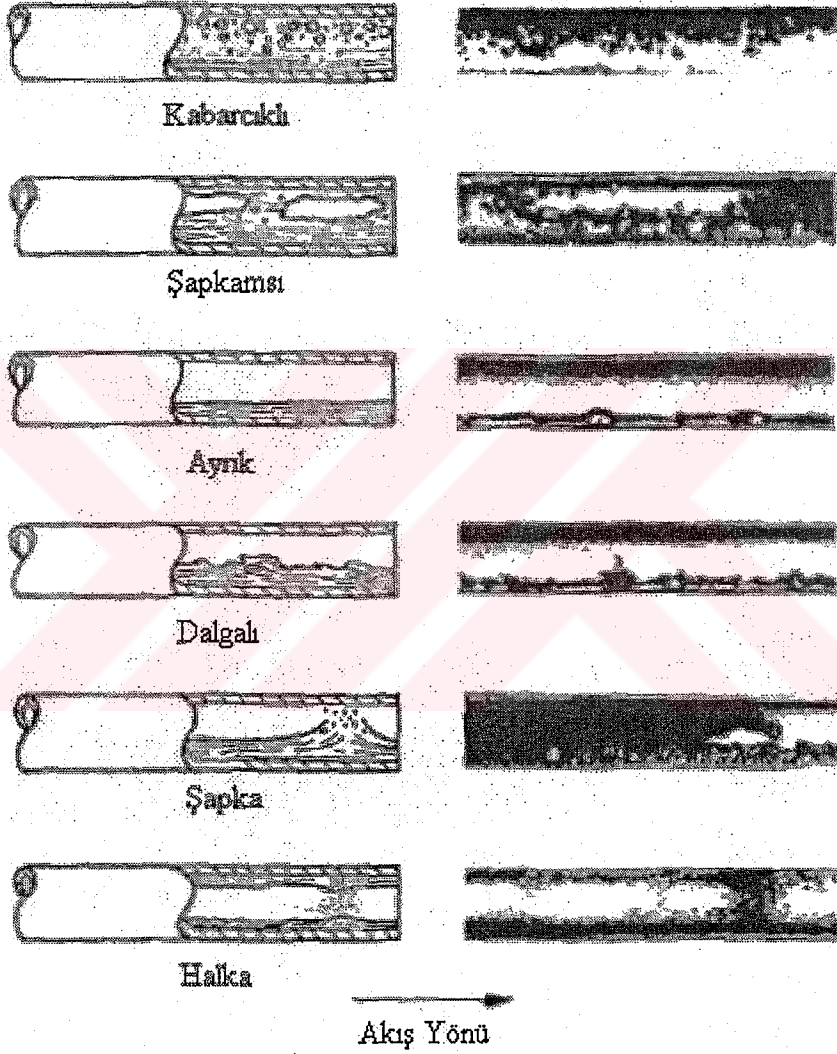 Kabarcıklı
Şapkamsı
Ayrık
Dalgalı
Şapka
Halka
Akış Yönü